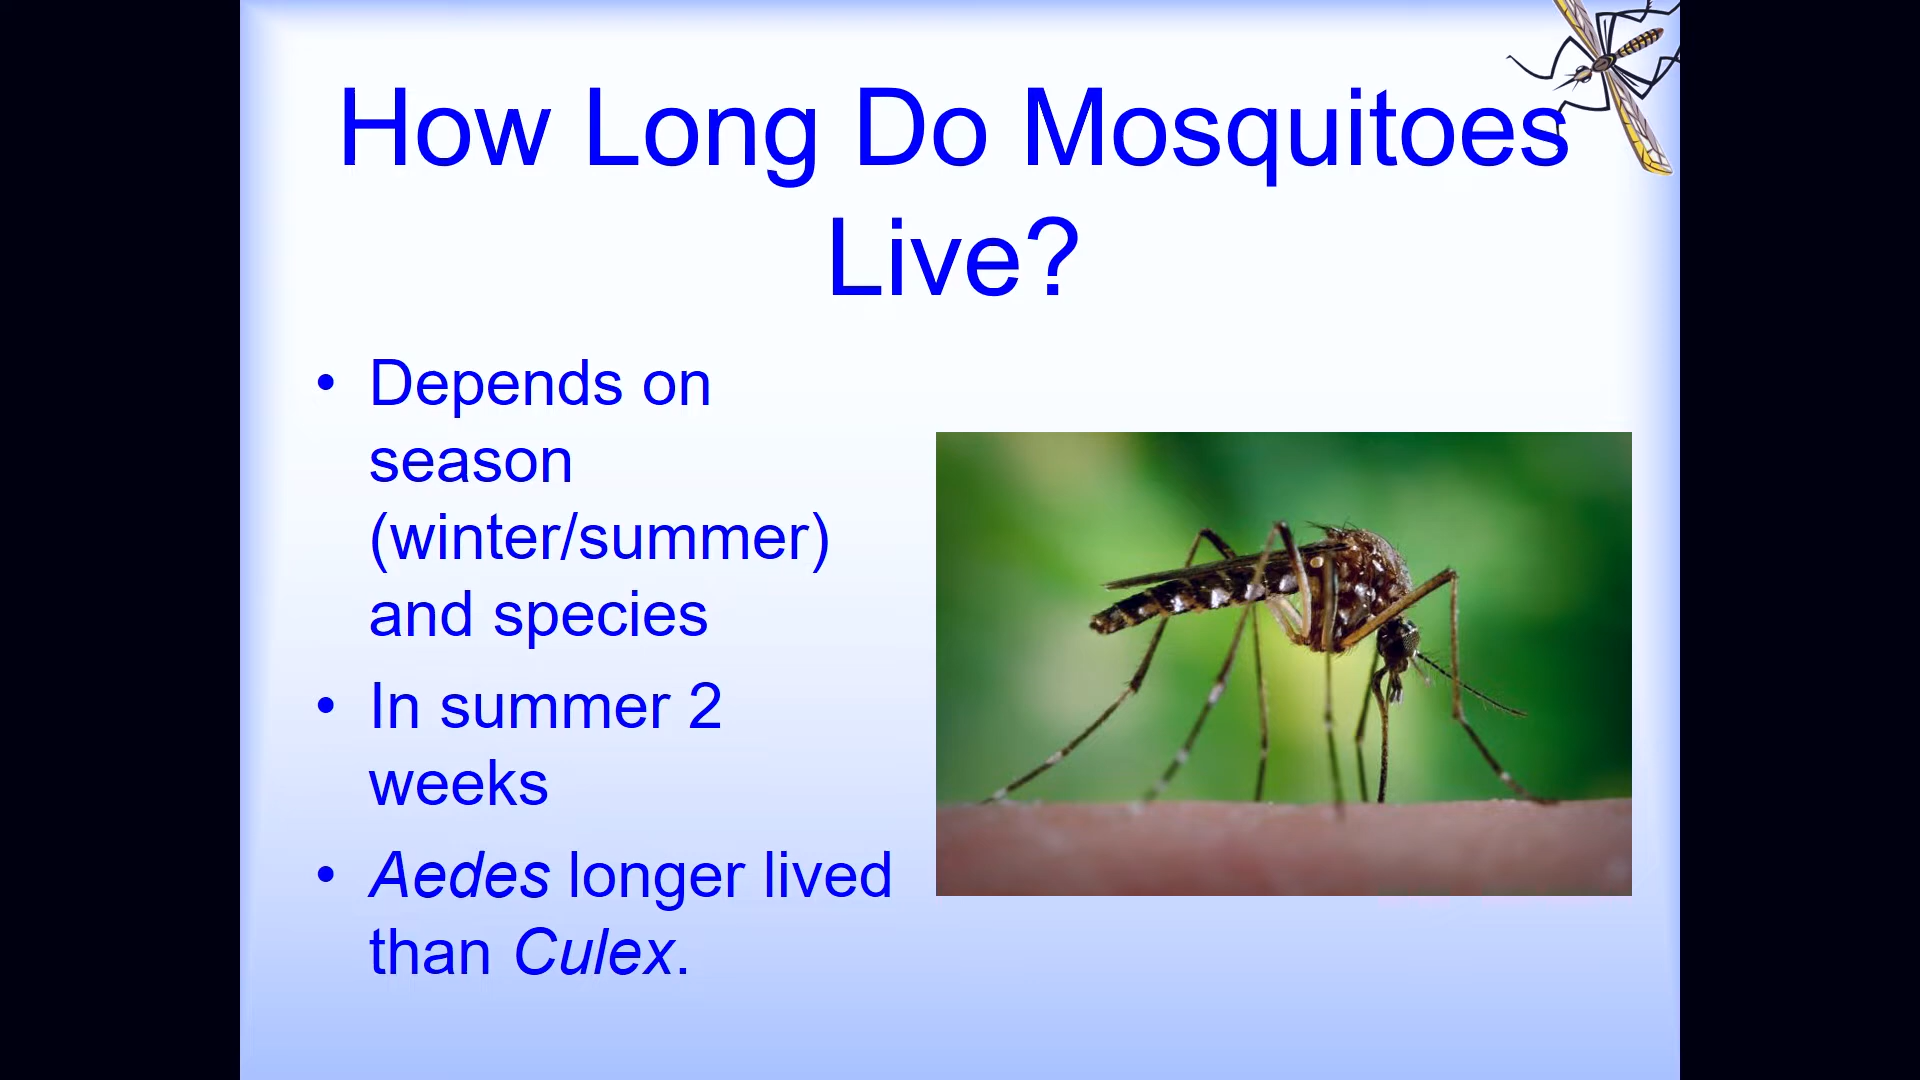 How Long Do Mosquitoes
Live?
• Depends on
season
(winter/summer)
and species
• In summer 2
weeks
• Aedes longer lived
than Culex.